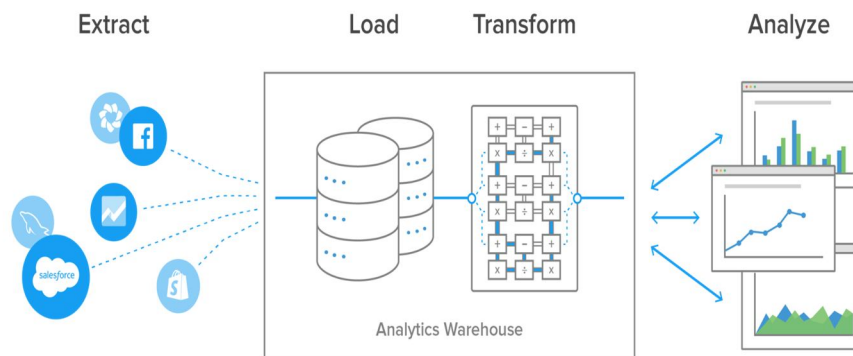 Extract
Load
Transform
Analyze
f
salesforce
S
+ - +
x ÷ x
+ - +
x ÷ x
+ - +
x ÷ x
Analytics Warehouse